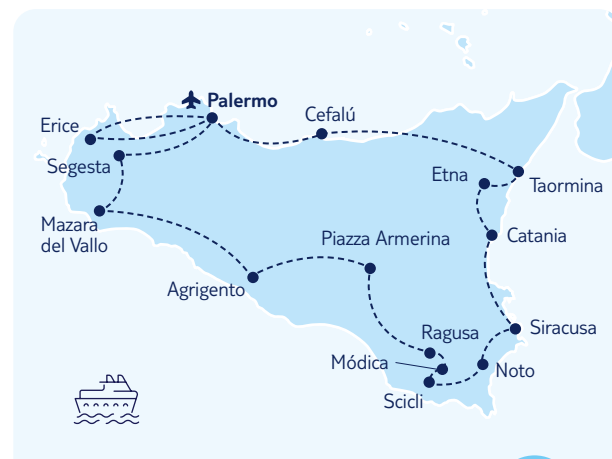 Palermo
Cefalú
Erice
Segesta
Etna
Taormina
Mazara
del Vallo
Piazza Armerina
Catania
Agrigento
Ragusa
Siracusa
Módica
Noto
Scicli